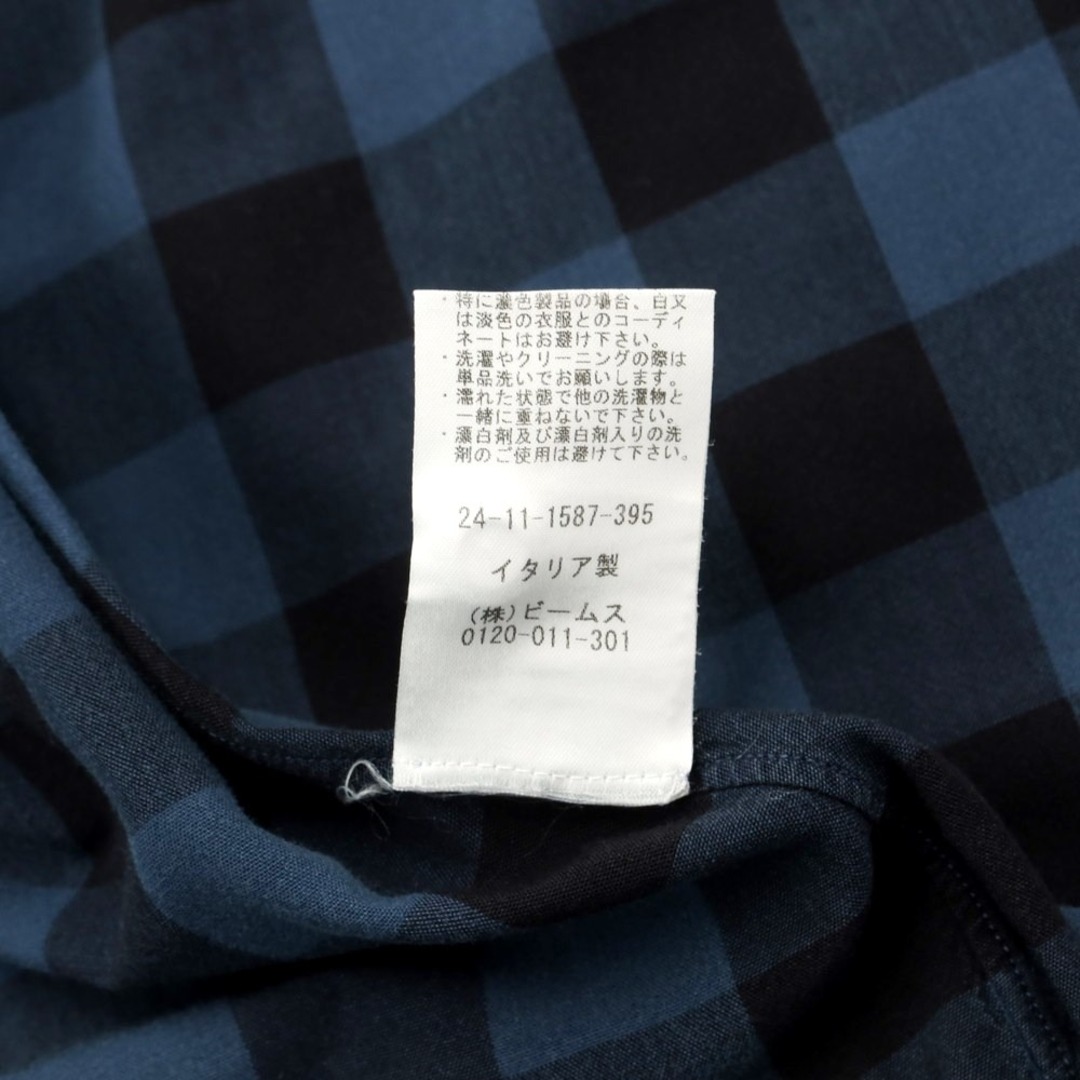 ・特に濃色製品の場合、白又
は淡色の衣服とのコーディ
ネートはお避け下さい。
・洗濯やクリーニングの際は
単品洗いでお願いします。
・濡れた状態で他の洗濯物と
一緒に重ねないで下さい。
・漂白剤及び漂白剤入りの洗
剤のご使用は避けて下さい。
24-11-1587-395
イタリア製
(株)ビームス
0120-011-301